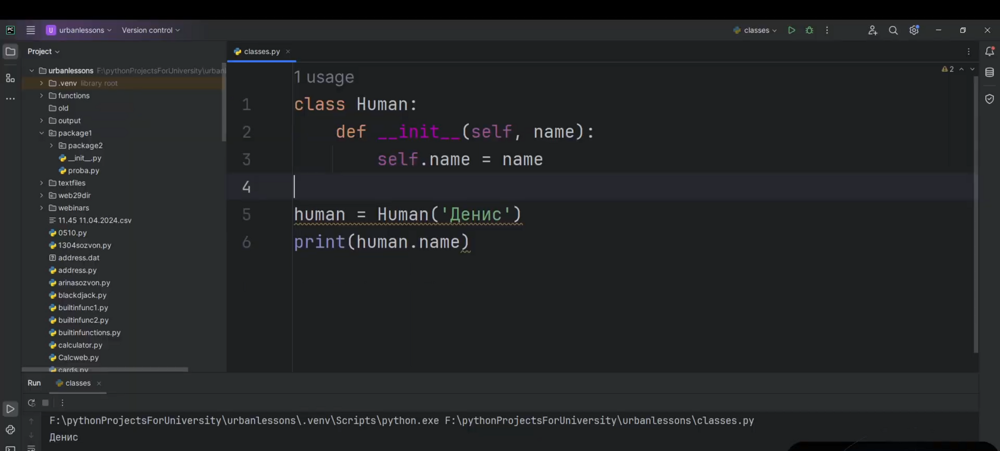 PC
U urbanlessons
Version control
classes
Project
classes.py
urbanlessons F:\pythonProjectsForUniversity\urban
.venv library root
functions
old
output
package1
package2
__init__.py
proba.py
textfiles
web29dir
webinars
11.45 11.04.2024.csv
0510.py
1304sozvon.py
address.dat
address.py
arinasozvon.py
blackdjack.py
builtinfunc1.py
builtinfunc2.py
builtinfunctions.py
calculator.py
Calcweb.py
cards.py
2
1 usage
1 class Human:
2 def __init__(self, name):
3 self.name = name
4
5 human = Human('Денис')
6 print(human.name)
Run classes
F:\pythonProjectsForUniversity\urbanlessons\.venv\Scripts\python.exe F:\pythonProjectsForUniversity\urbanlessons\classes.py
Денис